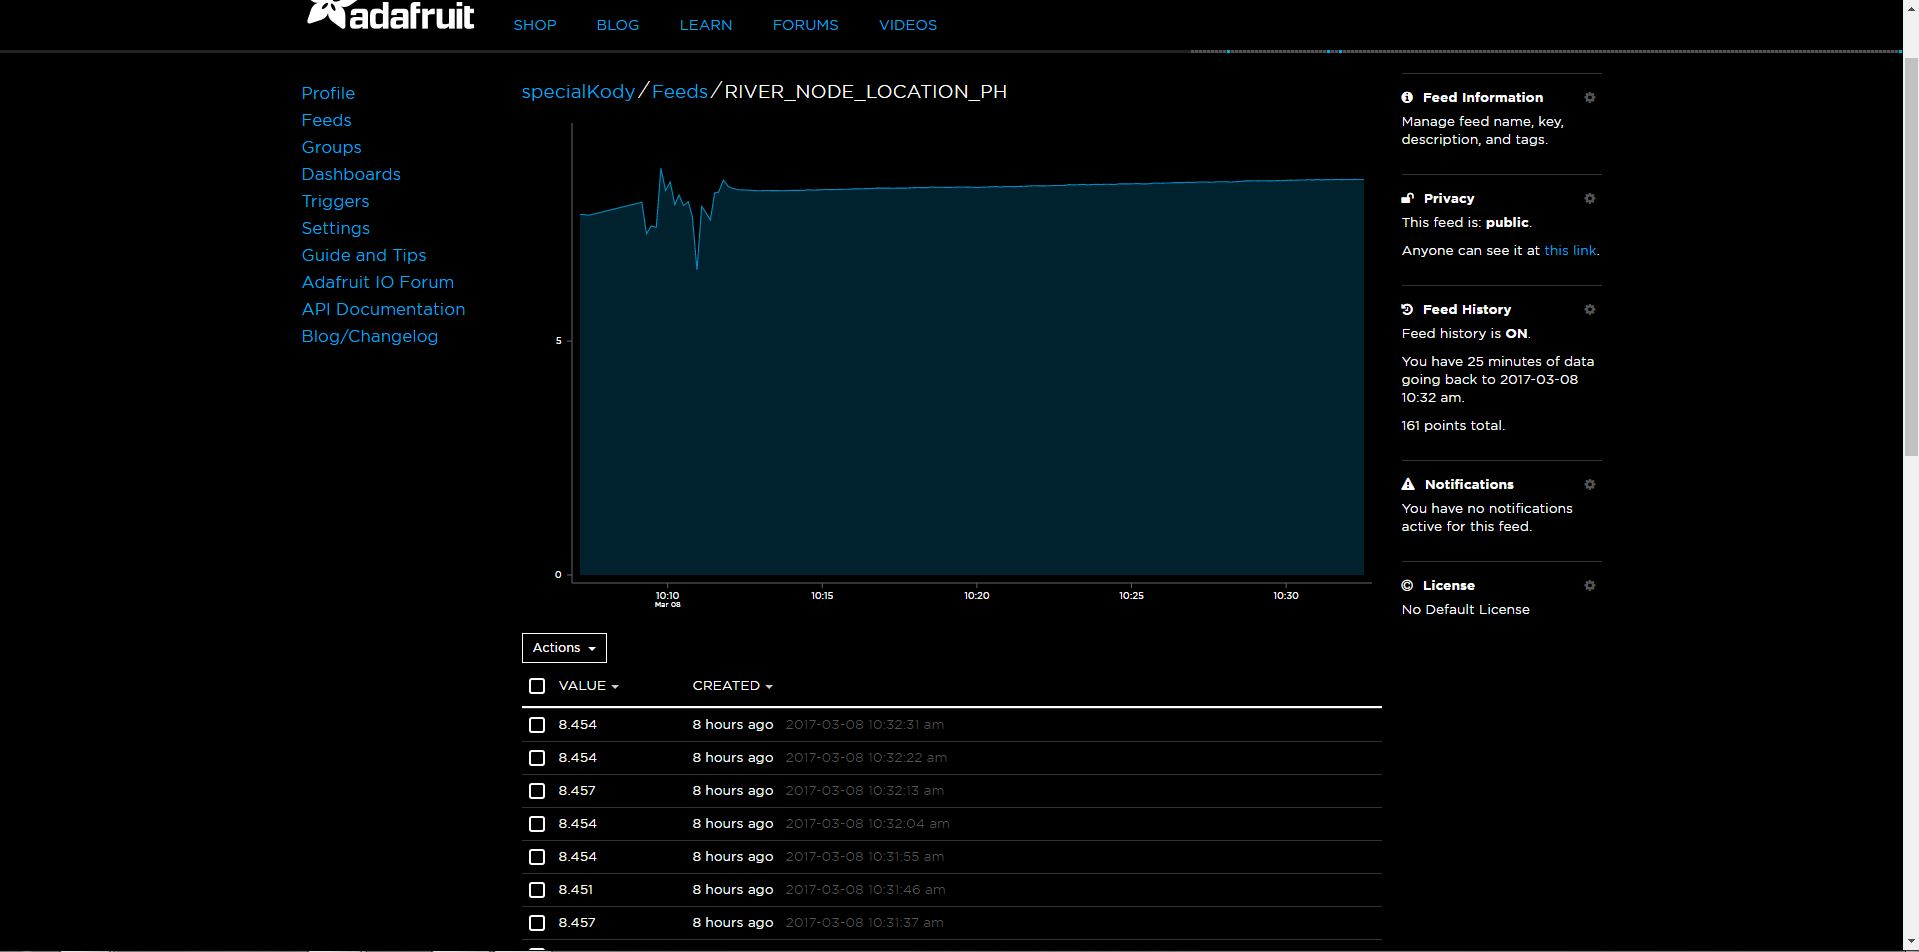 adafruit
SHOP BLOG LEARN FORUMS VIDEOS
Profile
Feeds
Groups
Dashboards
Triggers
Settings
Guide and Tips
Adafruit IO Forum
API Documentation
Blog/Changelog
specialKody/Feeds/RIVER_NODE_LOCATION_PH
5
0
10:10 10:15 10:20 10:25 10:30
Mar 08
Actions
VALUE CREATED
8.454 8 hours ago 2017-03-08 10:32:31 am
8.454 8 hours ago 2017-03-08 10:32:22 am
8.457 8 hours ago 2017-03-08 10:32:13 am
8.454 8 hours ago 2017-03-08 10:32:04 am
8.454 8 hours ago 2017-03-08 10:31:55 am
8.451 8 hours ago 2017-03-08 10:31:46 am
8.457 8 hours ago 2017-03-08 10:31:37 am
Feed Information
Manage feed name, key,
description, and tags.
Privacy
This feed is: public.
Anyone can see it at this link.
Feed History
Feed history is ON.
You have 25 minutes of data
going back to 2017-03-08
10:32 am.
161 points total.
Notifications
You have no notifications
active for this feed.
License
No Default License